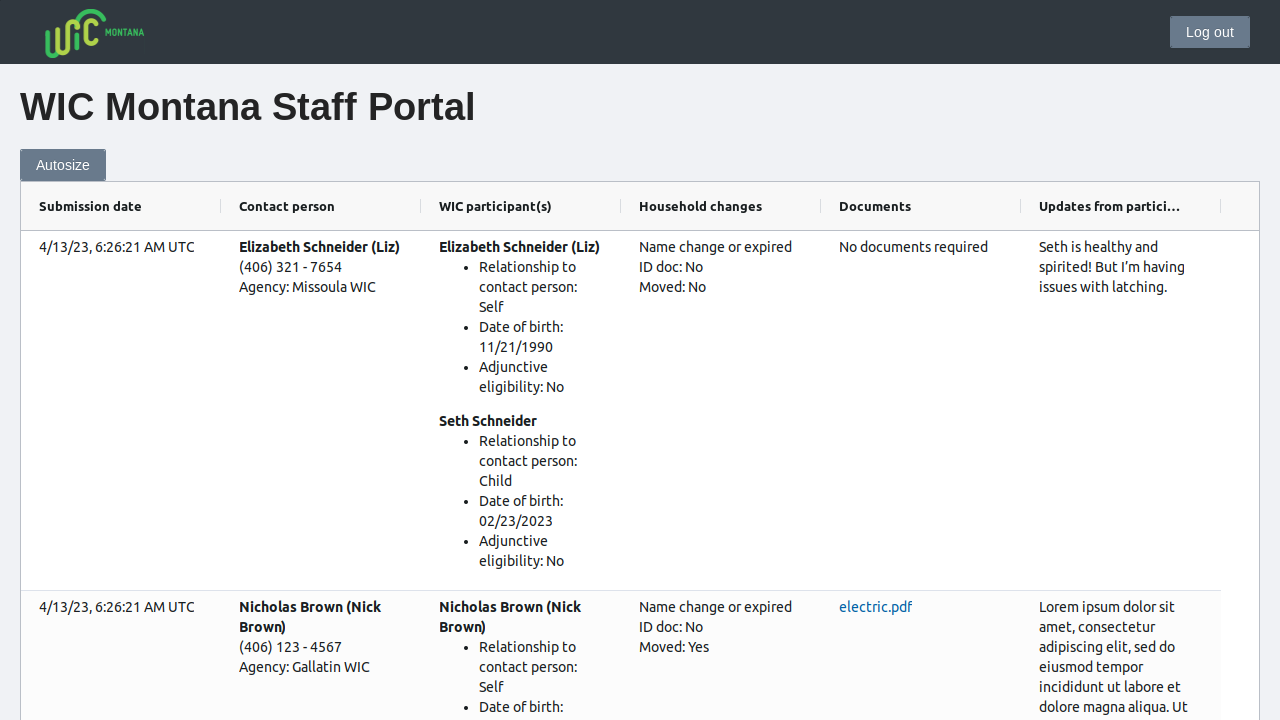 WIC MONTANA
Log out
WIC Montana Staff Portal
Autosize
Submission date
Contact person
WIC participant(s)
Household changes
Documents
Updates from partici…
4/13/23, 6:26:21 AM UTC
Elizabeth Schneider (Liz)
(406) 321 - 7654
Agency: Missoula WIC
Elizabeth Schneider (Liz)
• Relationship to
contact person:
Self
• Date of birth:
11/21/1990
• Adjunctive
eligibility: No
Seth Schneider
• Relationship to
contact person:
Child
• Date of birth:
02/23/2023
• Adjunctive
eligibility: No
Name change or expired
ID doc: No
Moved: No
No documents required
Seth is healthy and
spirited! But I’m having
issues with latching.
4/13/23, 6:26:21 AM UTC
Nicholas Brown (Nick
Brown)
(406) 123 - 4567
Agency: Gallatin WIC
Nicholas Brown (Nick
Brown)
• Relationship to
contact person:
Self
• Date of birth:
Name change or expired
ID doc: No
Moved: Yes
electric.pdf
Lorem ipsum dolor sit
amet, consectetur
adipiscing elit, sed do
eiusmod tempor
incididunt ut labore et
dolore magna aliqua. Ut